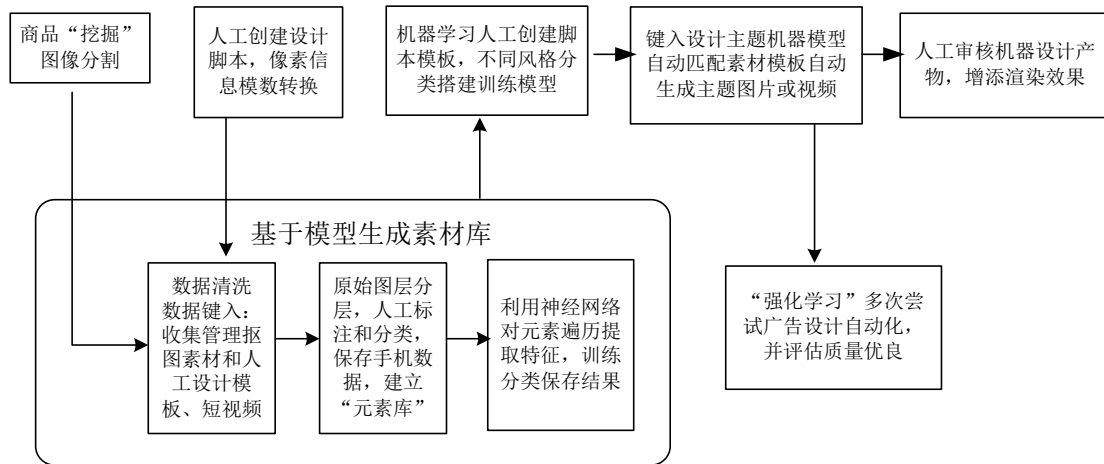 商品“挖掘”
图像分割
人工创建设计
脚本，像素信
息模数转换
机器学习人工创建脚
本模板，不同风格分
类搭建训练模型
键入设计主题机器模型
自动匹配素材模板自动
生成主题图片或视频
人工审核机器设计产
物，增添渲染效果
基于模型生成素材库
数据清洗
数据键入：
收集管理抠
图素材和人
工设计模
板、短视频
原始图层分
层，人工标
注和分类，
保存手机数
据，建立
“元素库”
利用神经网络
对元素遍历提
取特征，训练
分类保存结果
“强化学习”多次尝
试广告设计自动化，
并评估质量优良